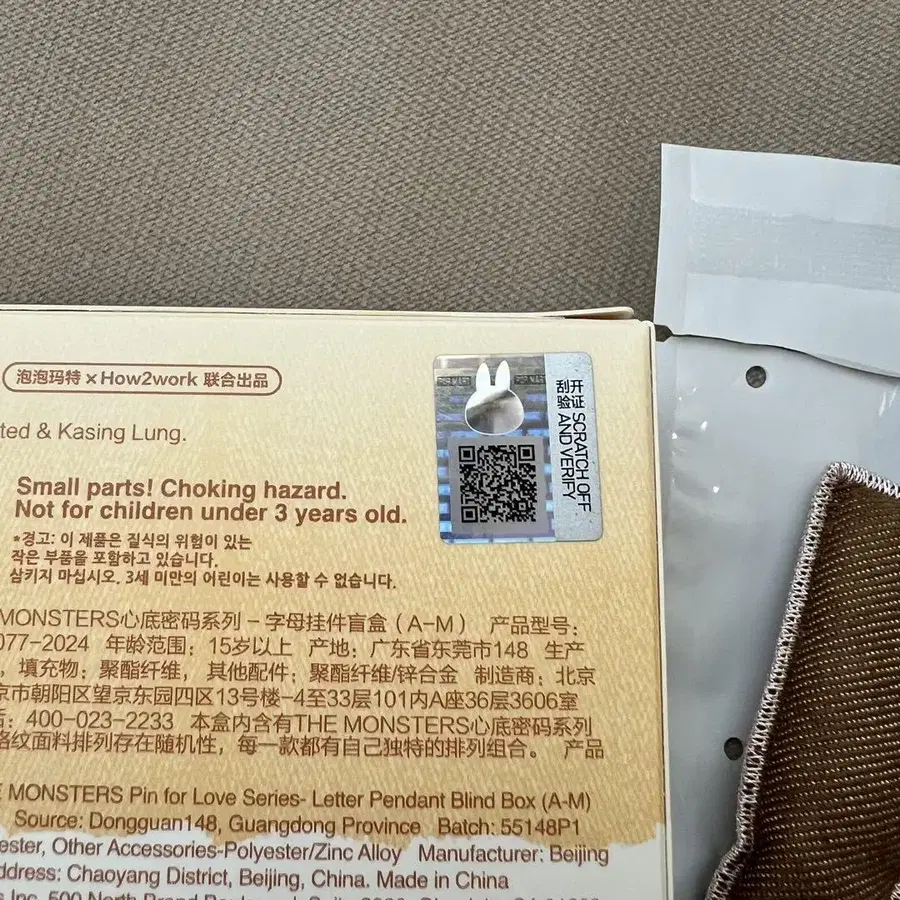 泡泡玛特 × How2work 联合出品
ted & Kasing Lung.
开 SCRATCH OFF
刮 AND VERIFY
Small parts! Choking hazard.
Not for children under 3 years old.
*경고: 이 제품은 질식의 위험이 있는
작은 부품을 포함하고 있습니다.
삼키지 마십시오. 3세 미만의 어린이는 사용할 수 없습니다.
MONSTERS心底密码系列 – 字母挂件盲盒（A-M） 产品型号：
077-2024 年龄范围：15岁以上 产地：广东省东莞市148 生产
，填充物：聚酯纤维，其他配件：聚酯纤维/锌合金 制造商：北京
京市朝阳区望京东园四区13号楼-4至33层101内A座36层3606室
：400-023-2233 本盒内含有THE MONSTERS心底密码系列
络纹面料排列存在随机性，每一款都有自己独特的排列组合。 产品
E MONSTERS Pin for Love Series- Letter Pendant Blind Box (A-M)
Source: Dongguan148, Guangdong Province Batch: 55148P1
ester, Other Accessories-Polyester/Zinc Alloy Manufacturer: Beijing
ddress: Chaoyang District, Beijing, China. Made in China